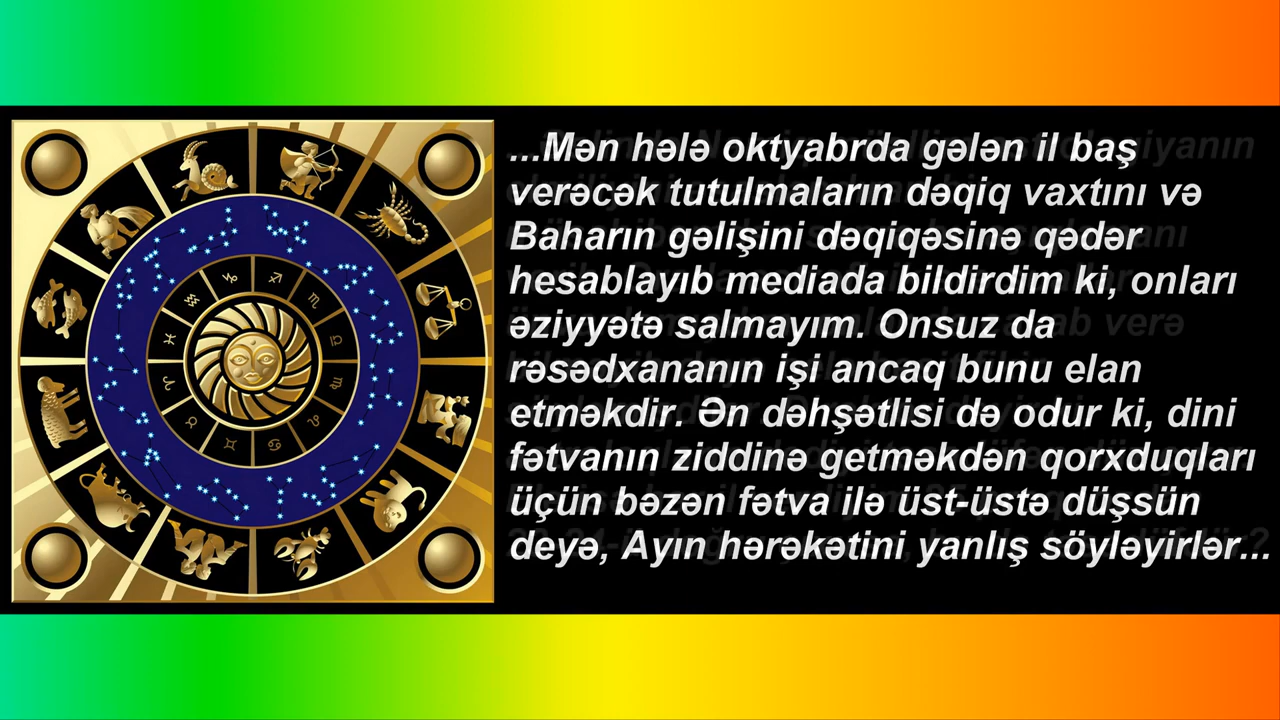 ...Mən hələ oktyabrda gələn il baş
verəcək tutulmaların dəqiq vaxtını və
Baharın gəlişini dəqiqəsinə qədər
hesablayıb mediada bildirdim ki, onları
əziyyətə salmayım. Onsuz da
rəsədxananın işi ancaq bunu elan
etməkdir. Ən dəhşətlisi də odur ki, dini
fətvanın ziddinə getməkdən qorxduqları
üçün bəzən fətva ilə üst-üstə düşsün
deyə, Ayın hərəkətini yanlış söyləyirlər...